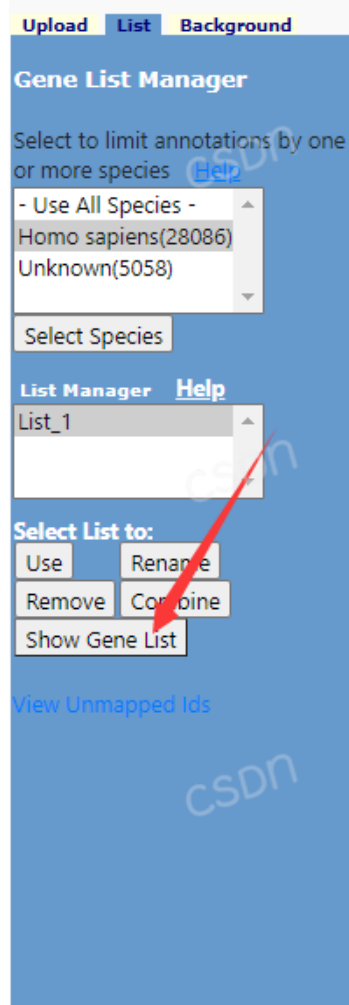 Upload List Background
Gene List Manager
Select to limit annotations by one
or more species Help
- Use All Species -
Homo sapiens(28086)
Unknown(5058)
Select Species
List Manager Help
List_1
Select List to:
Use Rename
Remove Combine
Show Gene List
View Unmapped Ids
CSDN
CSDN
CSDN